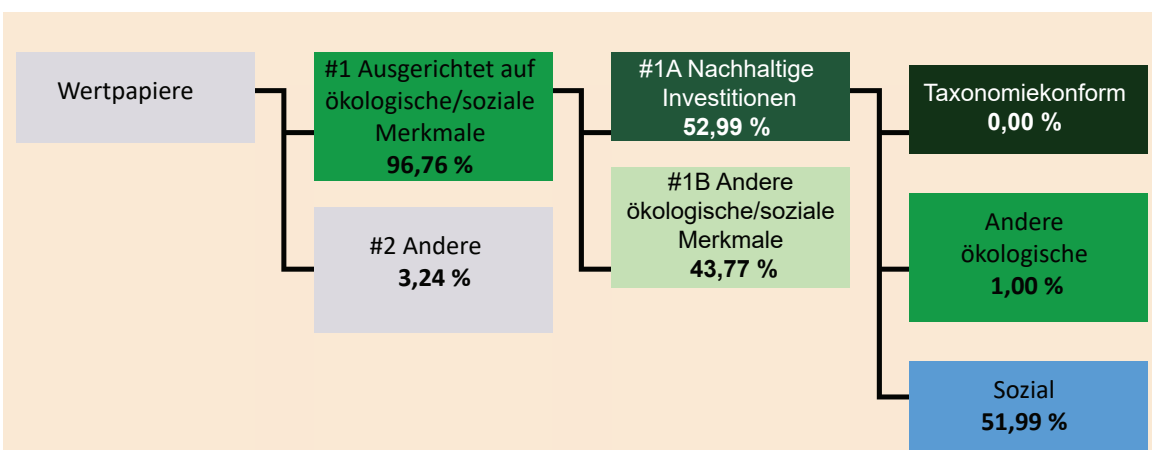 Wertpapiere
#1 Ausgerichtet auf
ökologische/soziale
Merkmale
96,76 %
#2 Andere
3,24 %
#1A Nachhaltige
Investitionen
52,99 %
#1B Andere
ökologische/soziale
Merkmale
43,77 %
Taxonomiekonform
0,00 %
Andere
ökologische
1,00 %
Sozial
51,99 %